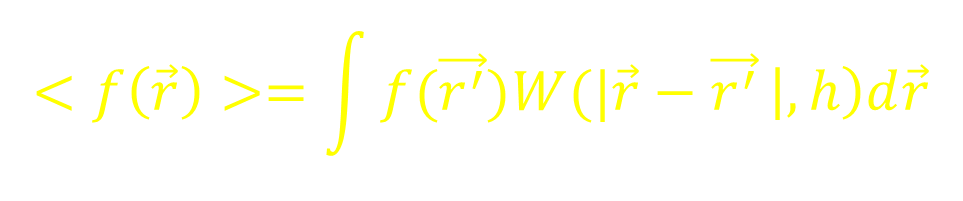 < f(r⃗) >= ∫ f(r'⃗)W(|r⃗ − r'⃗|, h)dr⃗